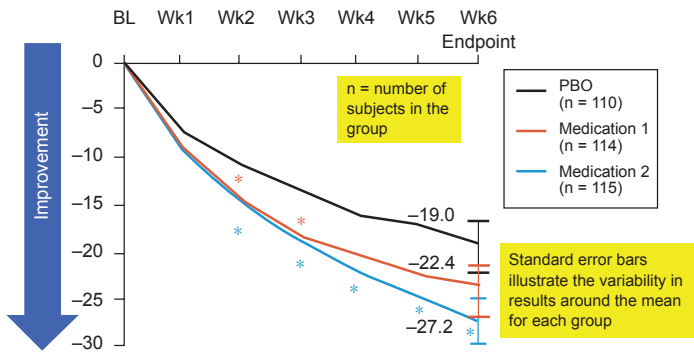 BL Wk1 Wk2 Wk3 Wk4 Wk5 Wk6
Endpoint
Improvement
0
–5
–10
–15
–20
–25
–30
n = number of
subjects in the
group
PBO
(n = 110)
Medication 1
(n = 114)
Medication 2
(n = 115)
–19.0
–22.4
–27.2
* * * * * * *
Standard error bars
illustrate the variability in
results around the mean
for each group